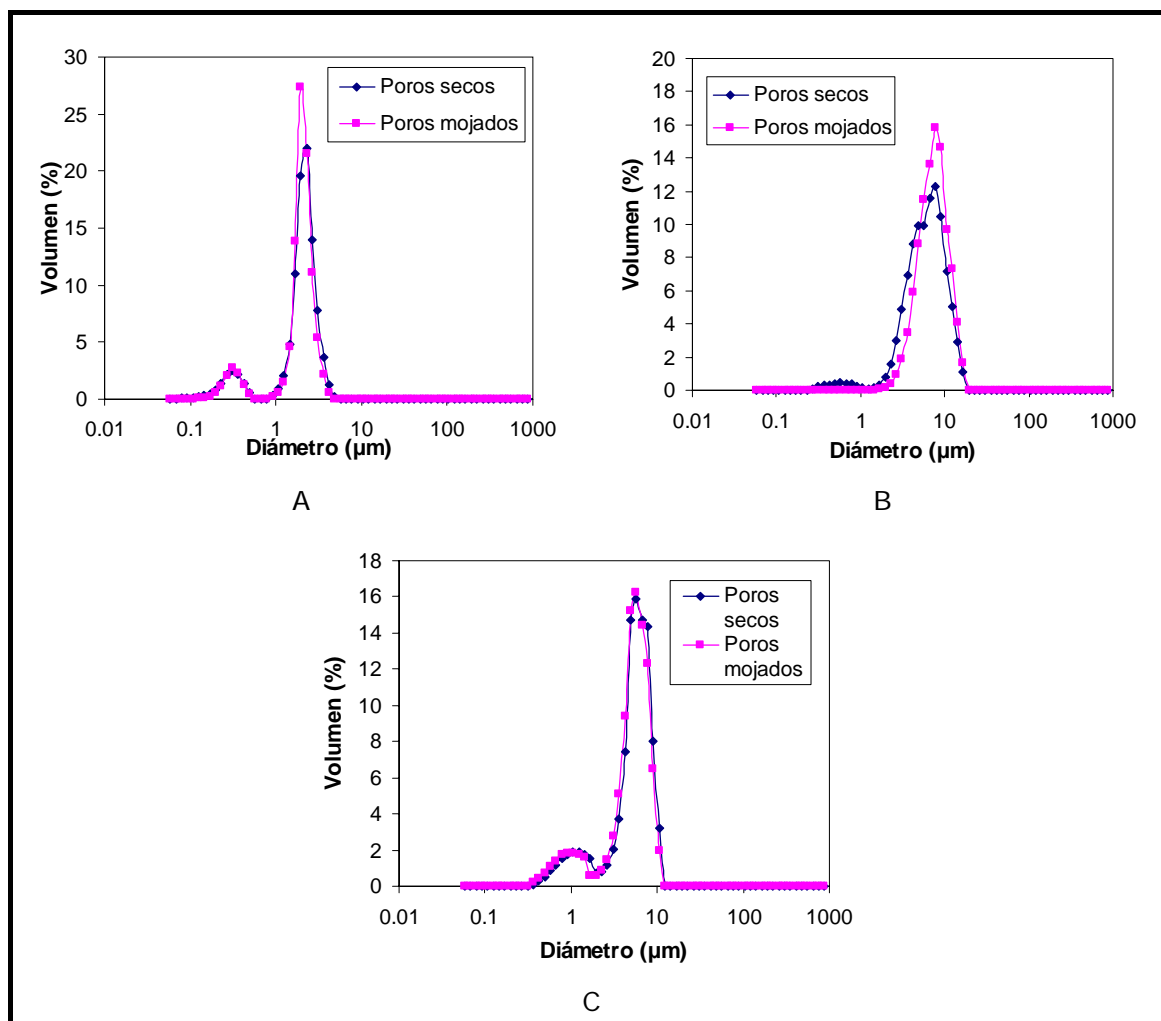 30
25
20
15
10
5
0
Volumen (%)
Poros secos
Poros mojados
0.01 0.1 1 10 100 1000
Diámetro (µm)
A
20
18
16
14
12
10
8
6
4
2
0
Volumen (%)
Poros secos
Poros mojados
0.01 0.1 1 10 100 1000
Diámetro (µm)
B
18
16
14
12
10
8
6
4
2
0
Volumen (%)
Poros
secos
Poros
mojados
0.01 0.1 1 10 100 1000
Diámetro (µm)
C